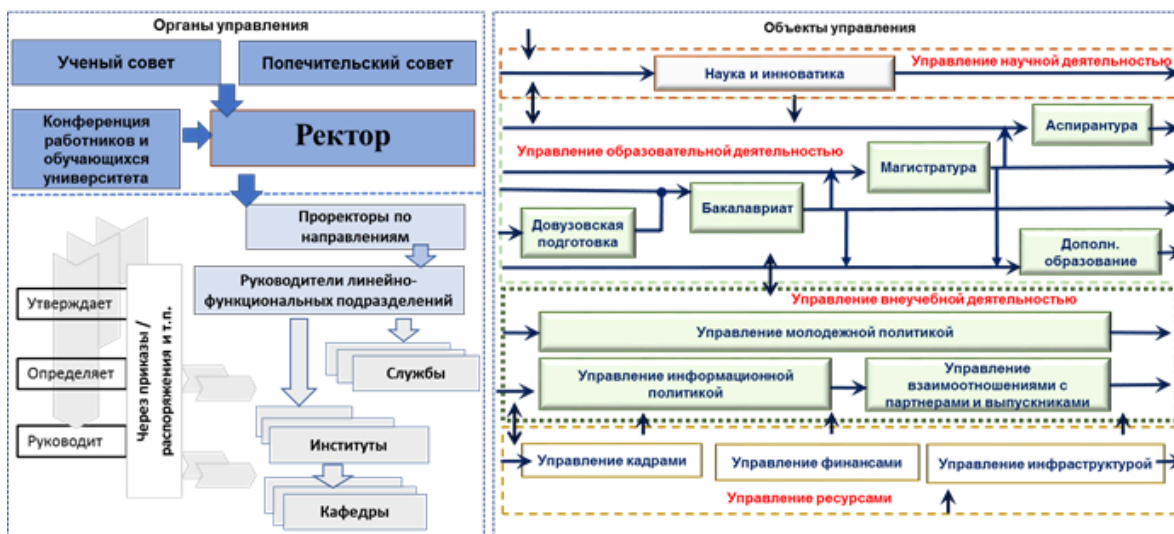 Органы управления
Ученый совет
Попечительский совет
Конференция
работников и
обучающихся
университета
Ректор
Проректоры по
направлениям
Руководители линейно-
функциональных подразделений
Утверждает
Определяет
Руководит
Через приказы /
распоряжения и т.п.
Службы
Институты
Кафедры
Объекты управления
Управление научной деятельностью
Наука и инноватика
Аспирантура
Управление образовательной деятельностью
Магистратура
Бакалавриат
Довузовская
подготовка
Дополн.
образование
Управление внеучебной деятельностью
Управление молодежной политикой
Управление информационной
политикой
Управление
взаимоотношениями с
партнерами и выпускниками
Управление кадрами
Управление финансами
Управление инфраструктурой
Управление ресурсами